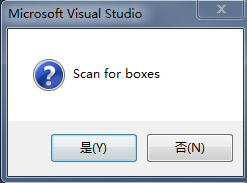 Microsoft Visual Studio
Scan for boxes
是(Y)
否(N)